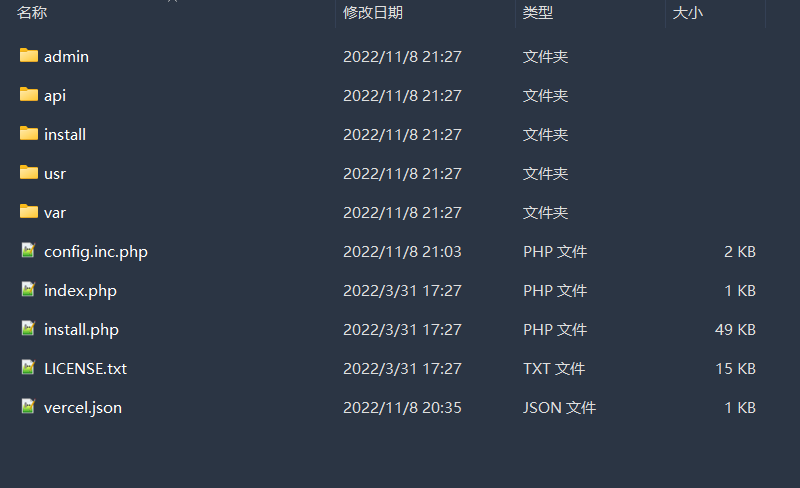 名称 修改日期 类型 大小
admin 2022/11/8 21:27 文件夹
api 2022/11/8 21:27 文件夹
install 2022/11/8 21:27 文件夹
usr 2022/11/8 21:27 文件夹
var 2022/11/8 21:27 文件夹
config.inc.php 2022/11/8 21:03 PHP 文件 2 KB
index.php 2022/3/31 17:27 PHP 文件 1 KB
install.php 2022/3/31 17:27 PHP 文件 49 KB
LICENSE.txt 2022/3/31 17:27 TXT 文件 15 KB
vercel.json 2022/11/8 20:35 JSON 文件 1 KB